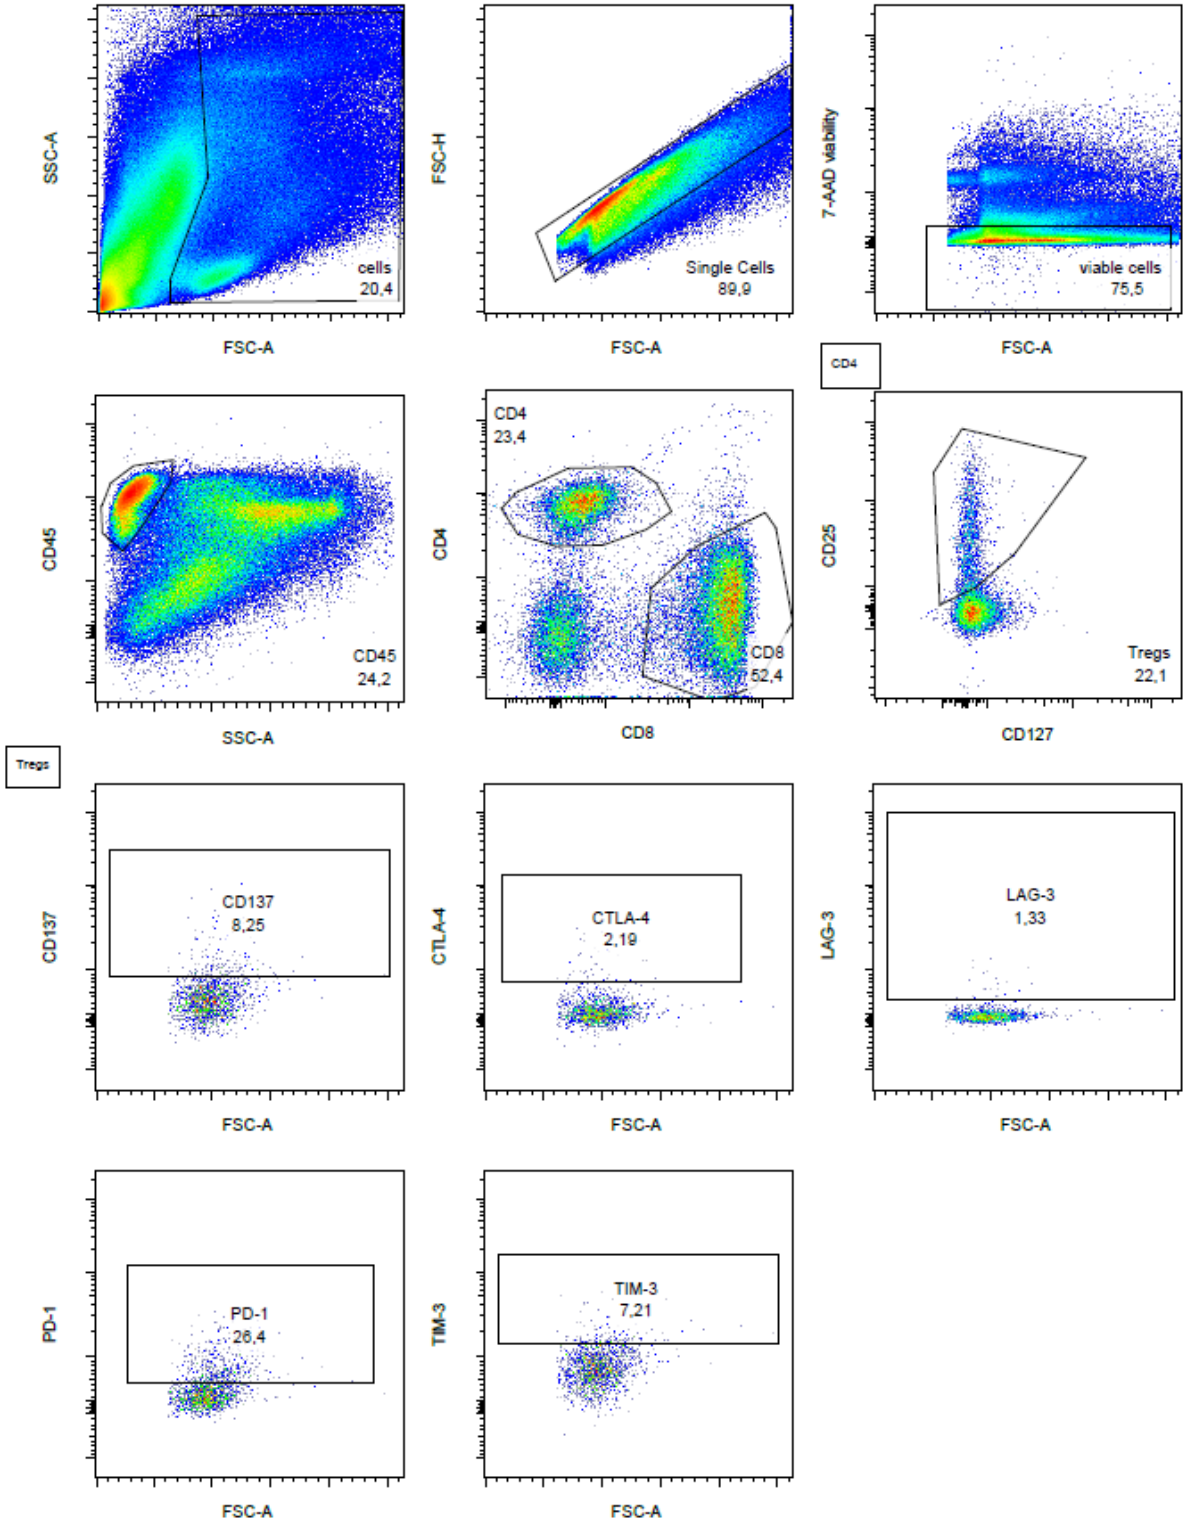 SSC-A
cells
20,4
FSC-A
FSC-H
Single Cells
89,9
FSC-A
7-AAD viability
viable cells
75,5
FSC-A
CD45
CD45
24,2
SSC-A
CD4
CD4
23,4
CD8
52,4
CD8
CD4
CD25
Tregs
22,1
CD127
Tregs
CD137
CD137
8,25
FSC-A
CTLA-4
CTLA-4
2,19
FSC-A
LAG-3
LAG-3
1,33
FSC-A
PD-1
PD-1
26,4
FSC-A
TIM-3
TIM-3
7,21
FSC-A